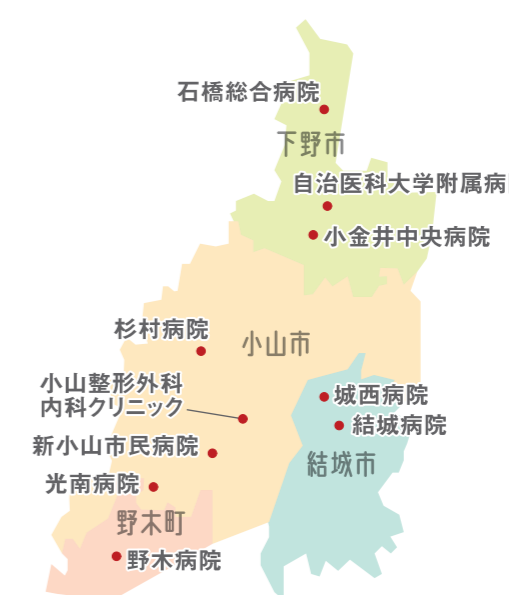 石橋総合病院
下野市
自治医科大学附属病
小金井中央病院
杉村病院
小山市
小山整形外科
内科クリニック
城西病院
結城病院
新小山市民病院
結城市
光南病院
野木町
野木病院